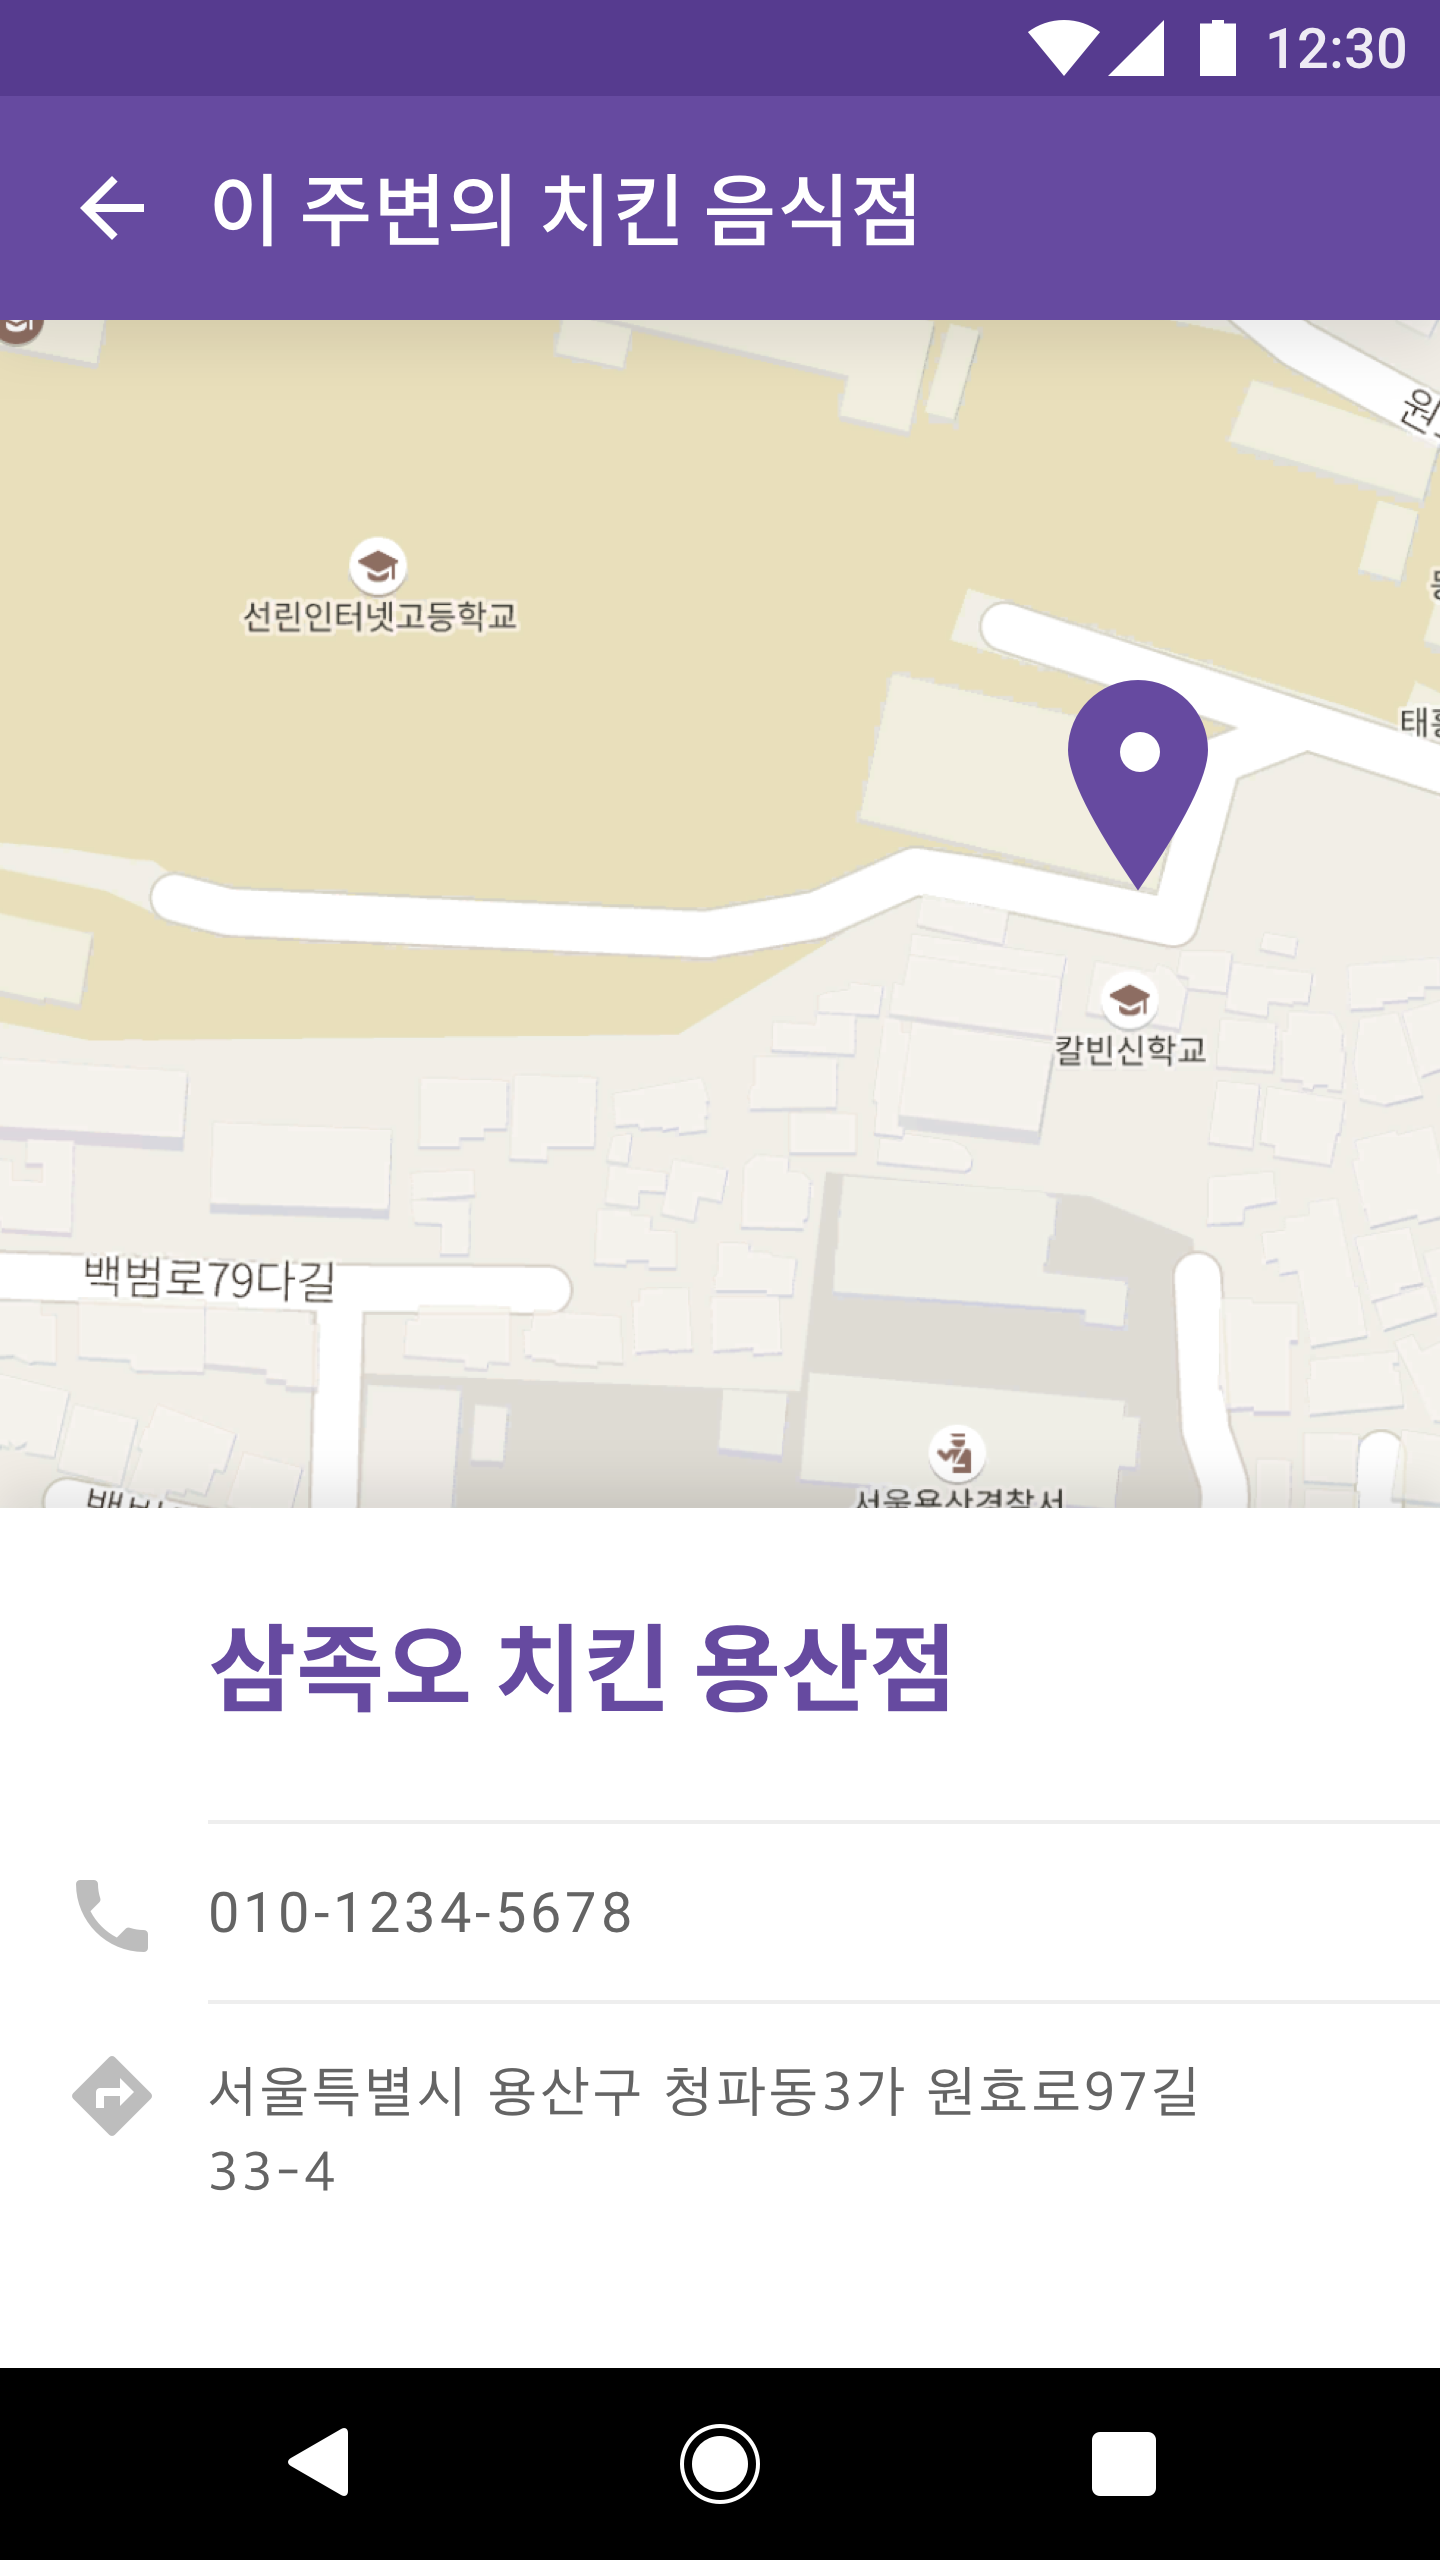 12:30
이 주변의 치킨 음식점
선린인터넷고등학교
칼빈신학교
백범로79다길
서울용산경찰서
삼족오 치킨 용산점
010-1234-5678
서울특별시 용산구 청파동3가 원효로97길
33-4